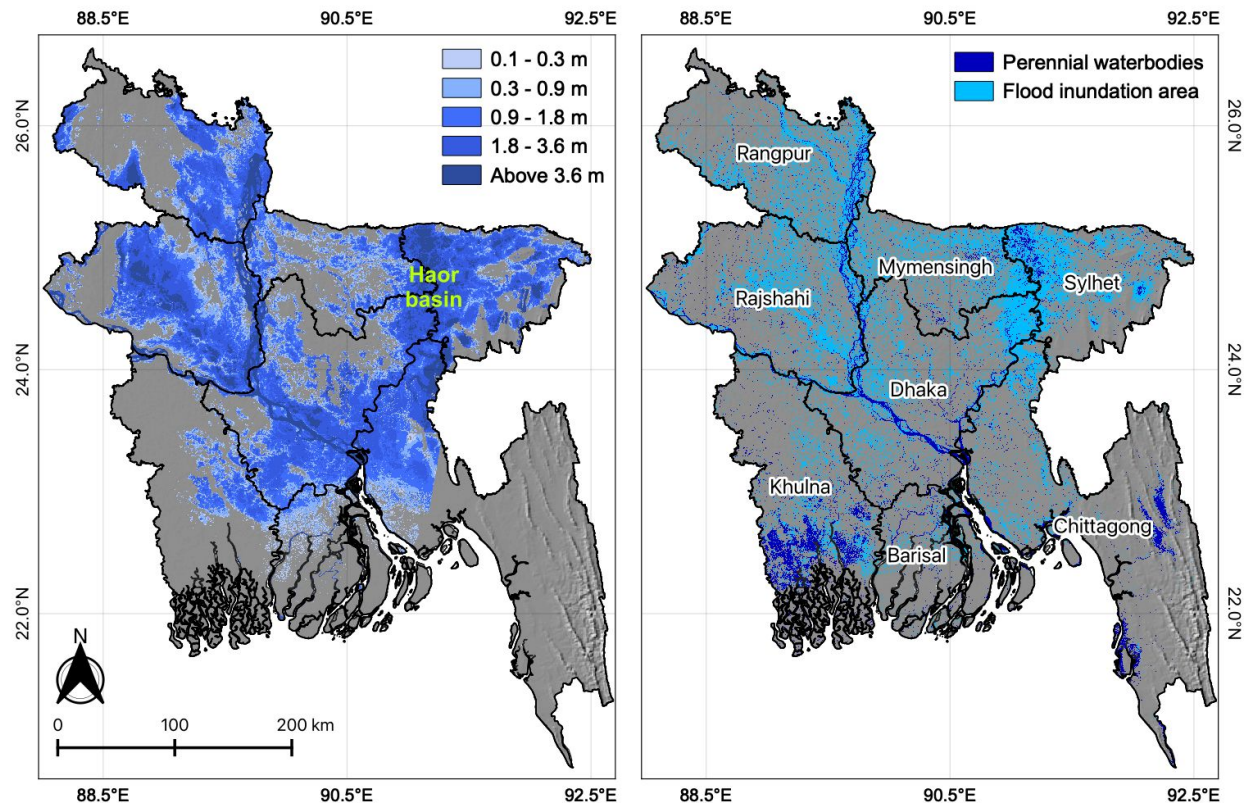 88.5°E
90.5°E
92.5°E
0.1 - 0.3 m
0.3 - 0.9 m
0.9 - 1.8 m
1.8 - 3.6 m
Above 3.6 m
26.0°N
24.0°N
22.0°N
Haor
basin
N
0
100
200 km
88.5°E
90.5°E
92.5°E
88.5°E
90.5°E
92.5°E
Perennial waterbodies
Flood inundation area
26.0°N
24.0°N
22.0°N
Rangpur
Mymensingh
Sylhet
Rajshahi
Dhaka
Khulna
Chittagong
Barisal
88.5°E
90.5°E
92.5°E